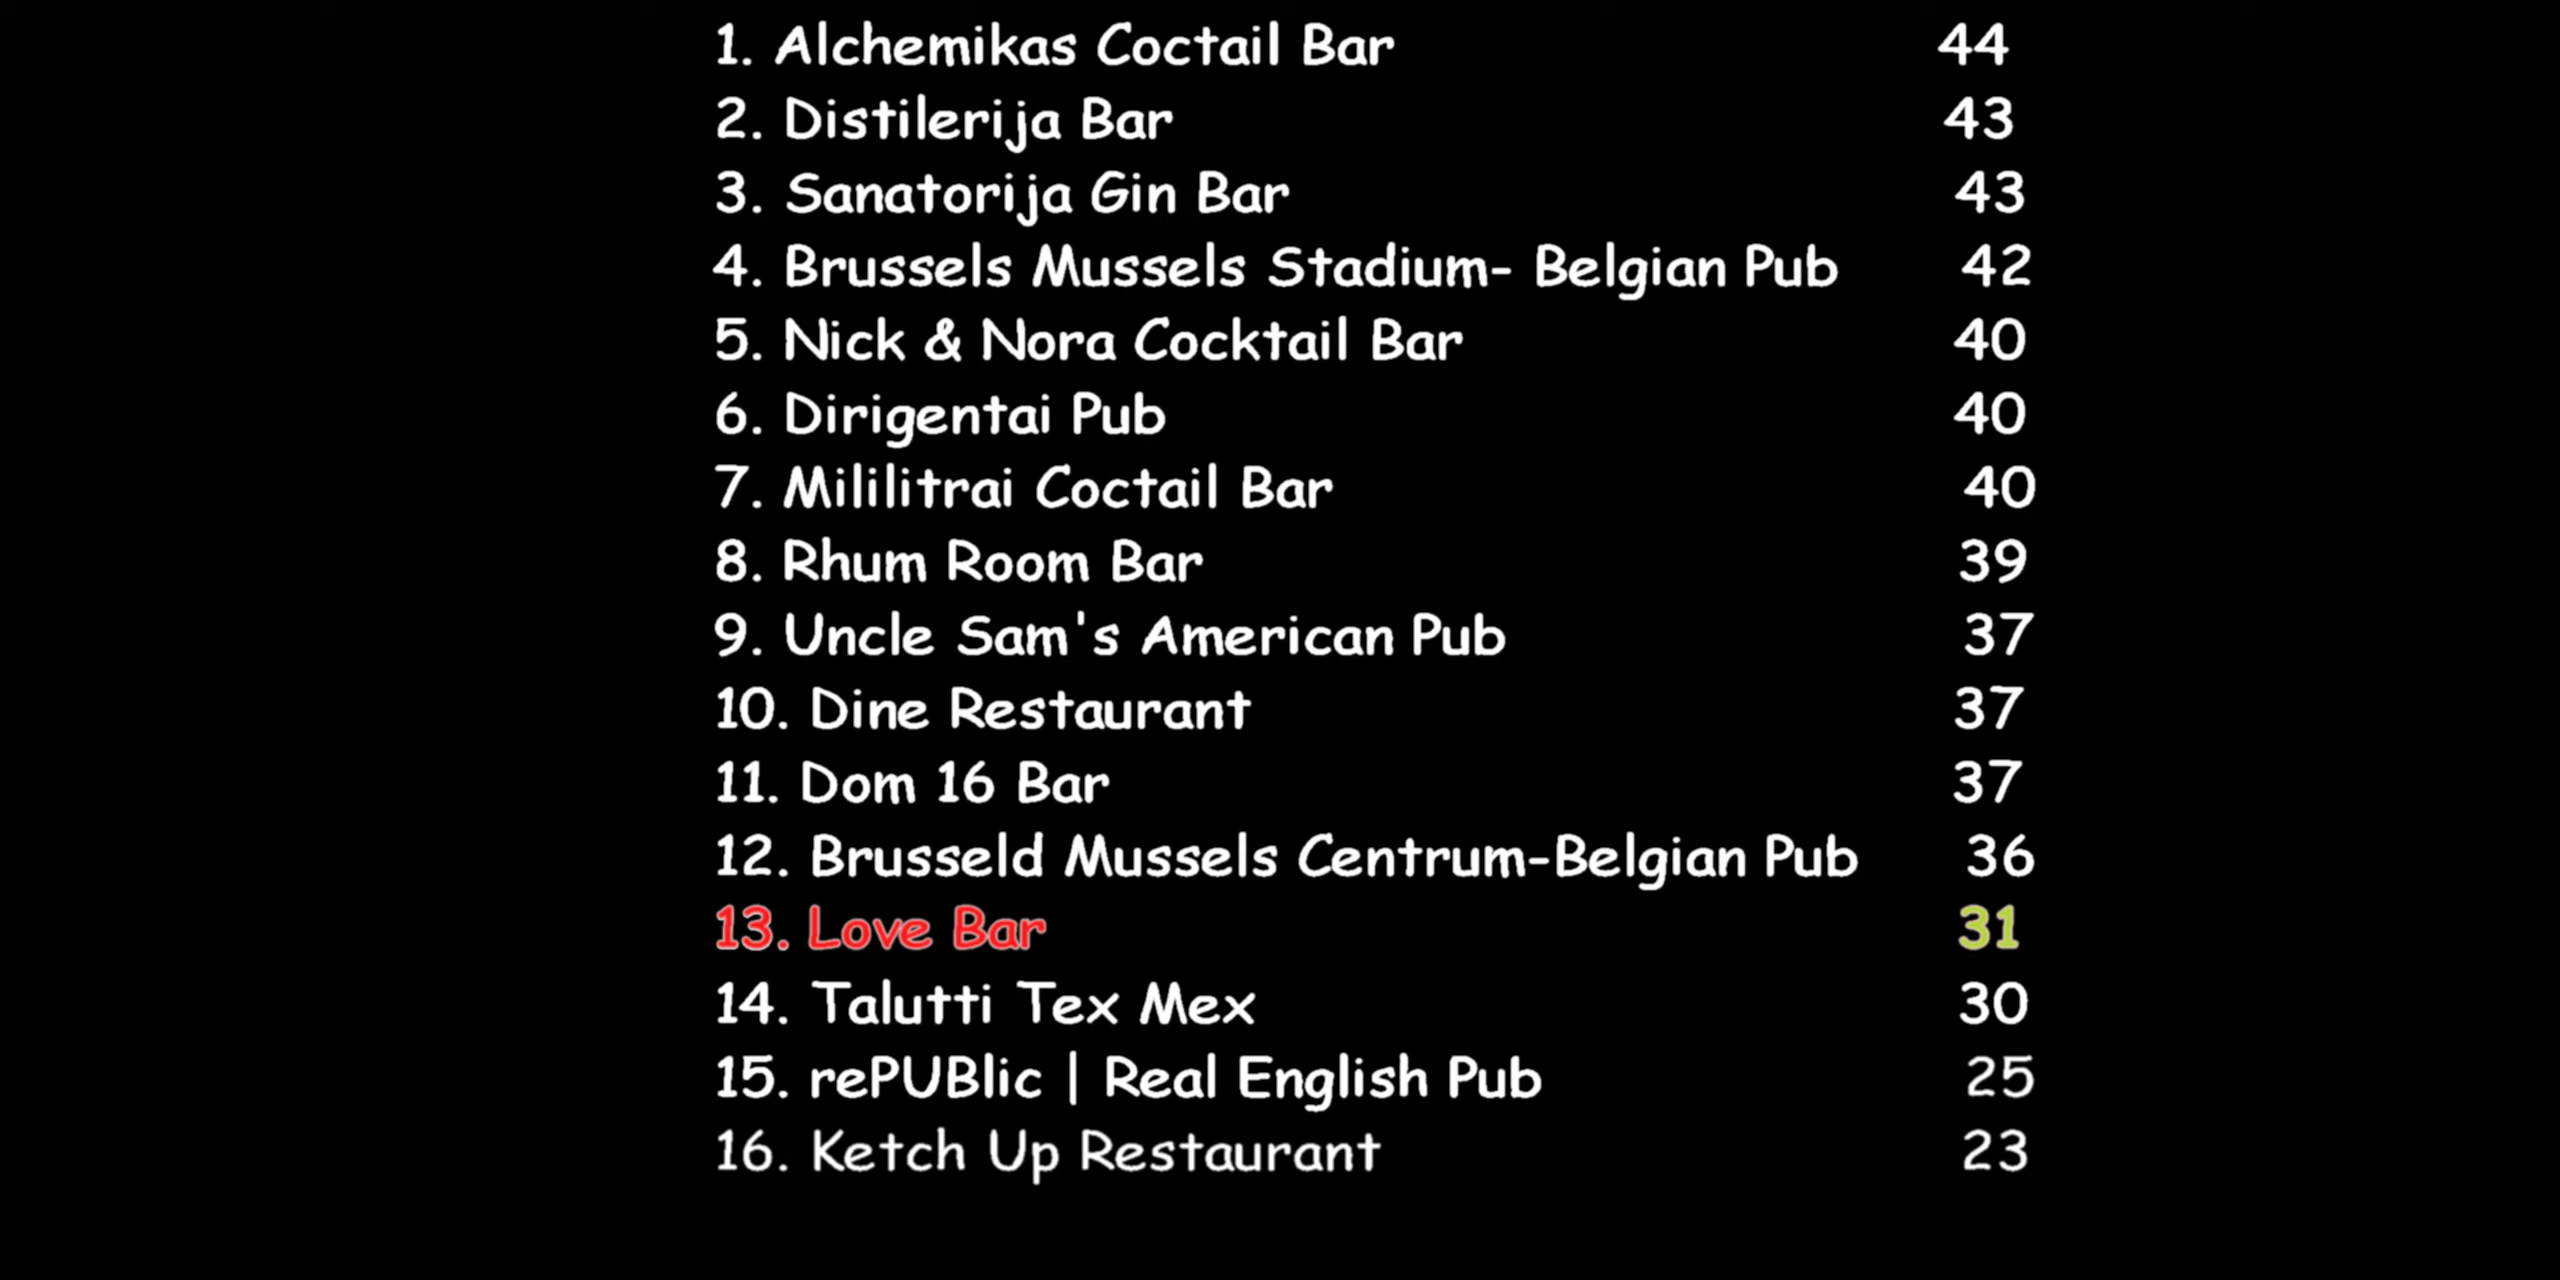 1. Alchemikas Coctail Bar 44
2. Distilerija Bar 43
3. Sanatorija Gin Bar 43
4. Brussels Mussels Stadium- Belgian Pub 42
5. Nick & Nora Cocktail Bar 40
6. Dirigentai Pub 40
7. Mililitrai Coctail Bar 40
8. Rhum Room Bar 39
9. Uncle Sam's American Pub 37
10. Dine Restaurant 37
11. Dom 16 Bar 37
12. Brusseld Mussels Centrum-Belgian Pub 36
13. Love Bar 31
14. Talutti Tex Mex 30
15. rePUBlic | Real English Pub 25
16. Ketch Up Restaurant 23